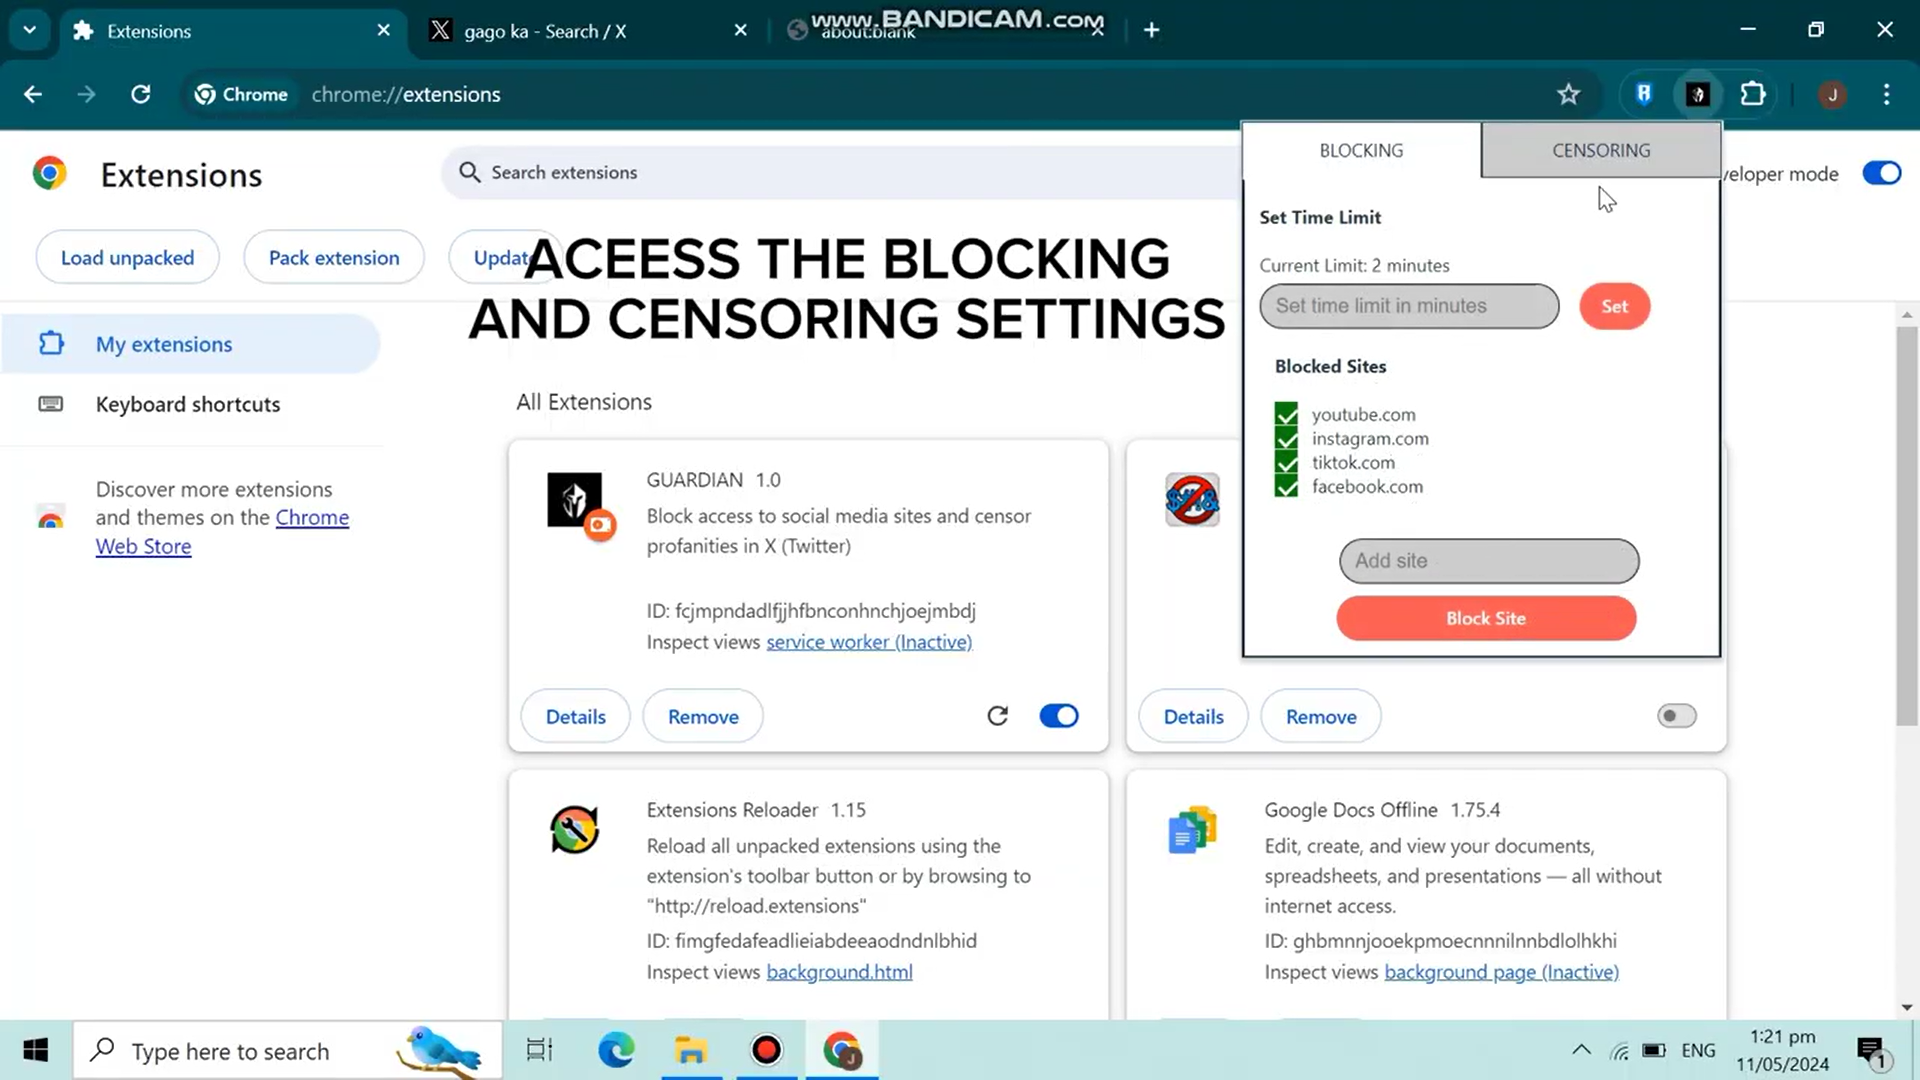 Extensions
gago ka - Search / X
about:blank
www.BANDICAM.com
Chrome
chrome://extensions
J
Extensions
Search extensions
veloper mode
Load unpacked
Pack extension
Updat
ACEESS THE BLOCKING
AND CENSORING SETTINGS
BLOCKING
CENSORING
Set Time Limit
Current Limit: 2 minutes
Set time limit in minutes
Set
Blocked Sites
youtube.com
instagram.com
tiktok.com
facebook.com
Add site
Block Site
My extensions
Keyboard shortcuts
Discover more extensions
and themes on the Chrome
Web Store
All Extensions
GUARDIAN 1.0
Block access to social media sites and censor
profanities in X (Twitter)
ID: fcjmpndadlfjjhfbnconhnchjoejmbdj
Inspect views service worker (Inactive)
Details
Remove
Details
Remove
Extensions Reloader 1.15
Reload all unpacked extensions using the
extension's toolbar button or by browsing to
"http://reload.extensions"
ID: fimgfedafeadlieiabdeeaodndnlbhid
Inspect views background.html
Google Docs Offline 1.75.4
Edit, create, and view your documents,
spreadsheets, and presentations — all without
internet access.
ID: ghbmnnjooekpmoecnnnilnnbdlolhkhi
Inspect views background page (Inactive)
Type here to search
J
ENG
1:21 pm
11/05/2024
1